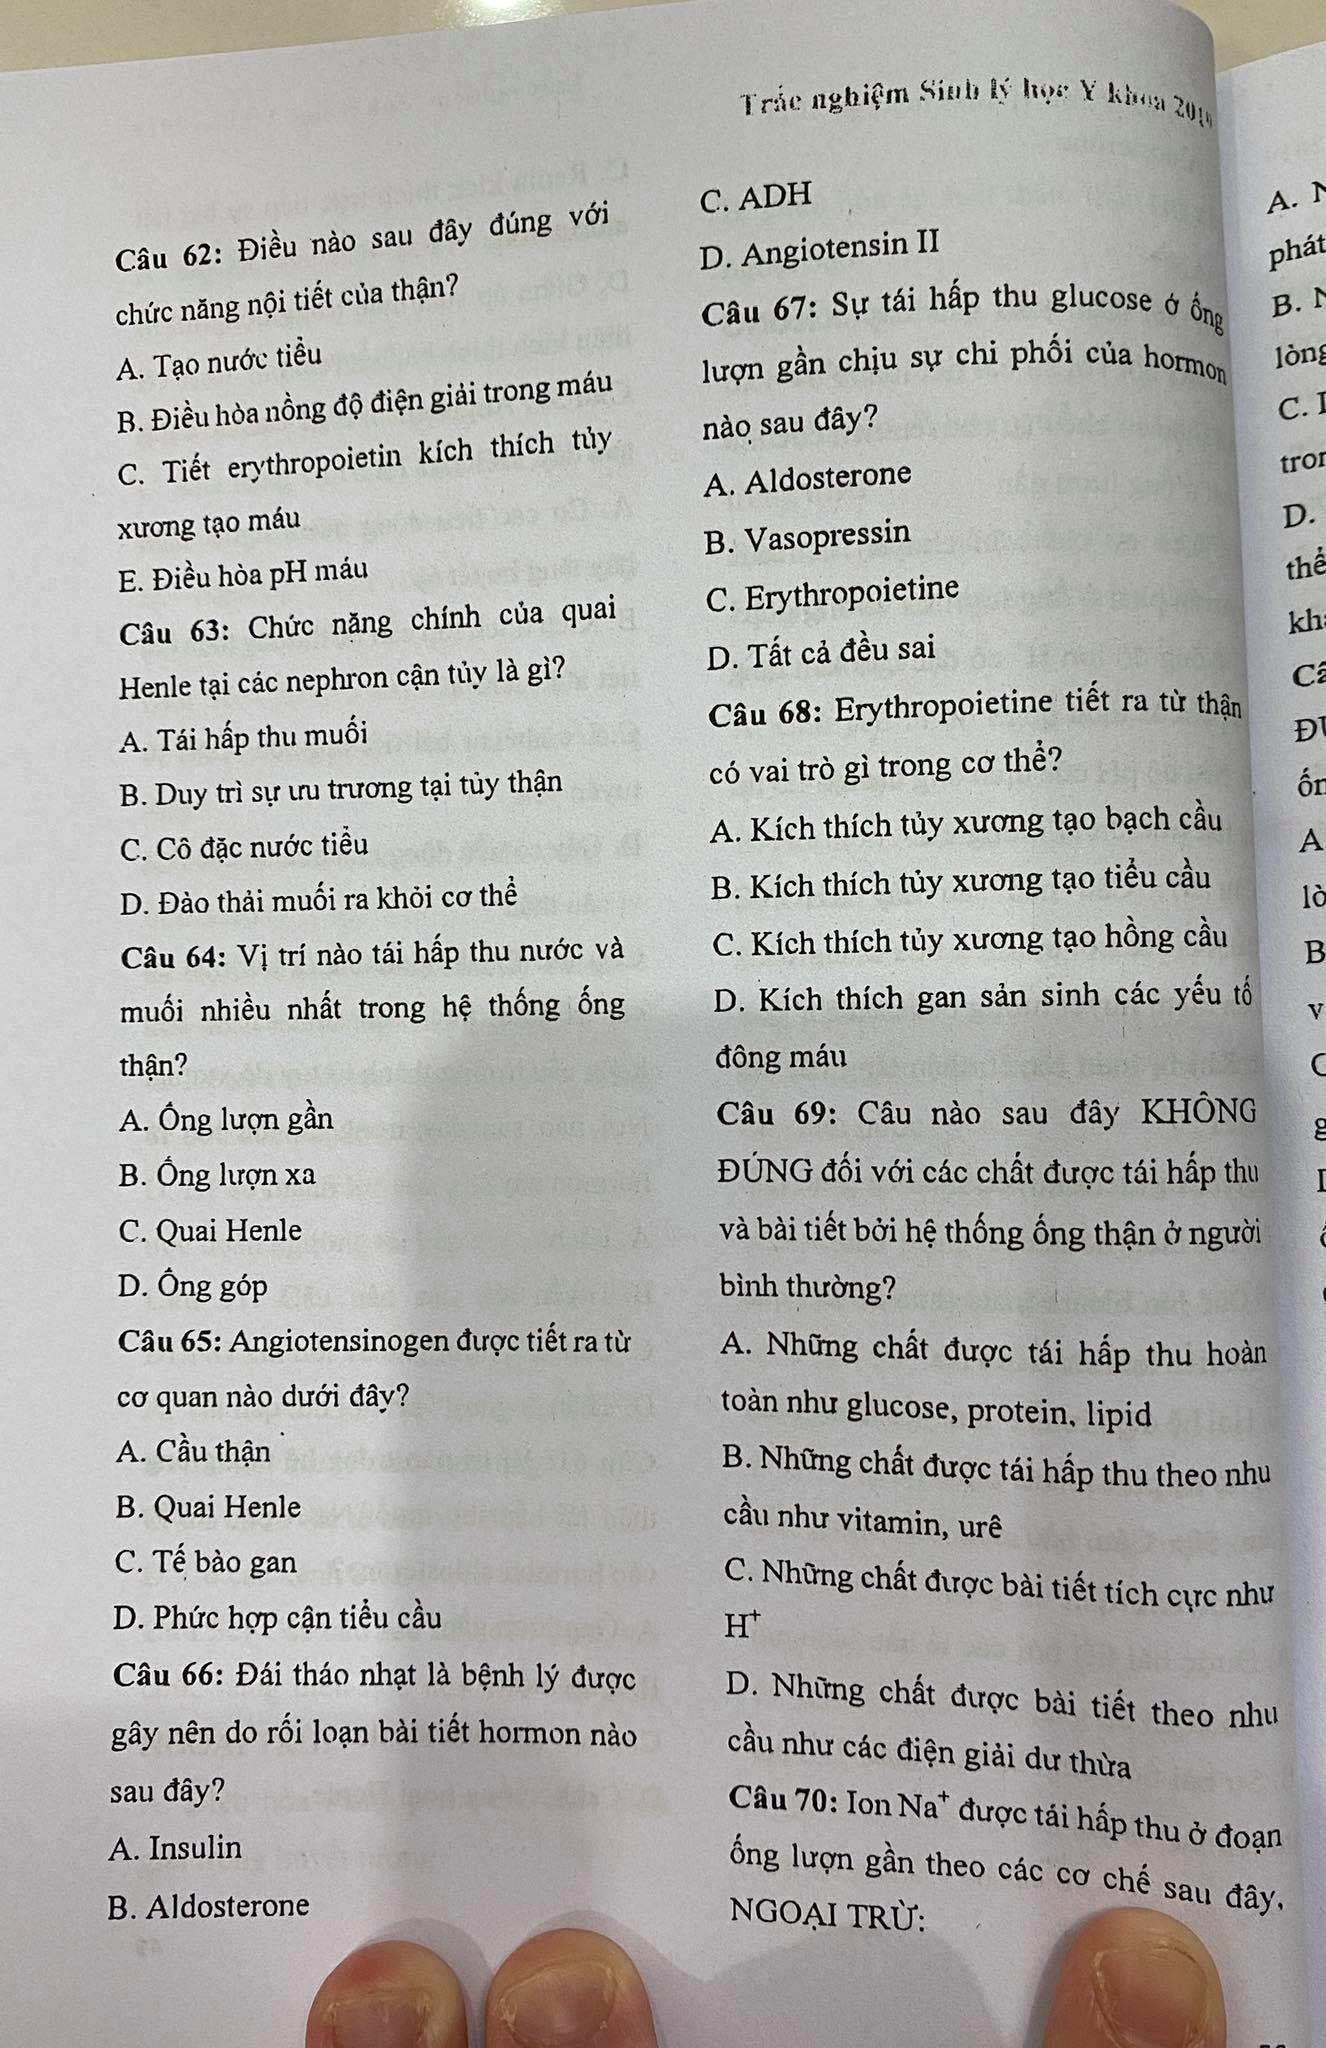 Trắc nghiệm Sinh lý học Y khoa
Câu 62: Điều nào sau đây đúng với
chức năng nội tiết của thận?
A. Tạo nước tiểu
B. Điều hòa nồng độ điện giải trong máu
C. Tiết erythropoietin kích thích tủy
xương tạo máu
E. Điều hòa pH máu
Câu 63: Chức năng chính của quai
Henle tại các nephron cận tủy là gì?
A. Tái hấp thu muối
B. Duy trì sự ưu trương tại tủy thận
C. Cô đặc nước tiểu
D. Đào thải muối ra khỏi cơ thể
Câu 64: Vị trí nào tái hấp thu nước và
muối nhiều nhất trong hệ thống ống
thận?
A. Ống lượn gần
B. Ống lượn xa
C. Quai Henle
D. Ống góp
Câu 65: Angiotensinogen được tiết ra từ
cơ quan nào dưới đây?
A. Cầu thận
B. Quai Henle
C. Tế bào gan
D. Phức hợp cận tiểu cầu
Câu 66: Đái tháo nhạt là bệnh lý được
gây nên do rối loạn bài tiết hormon nào
sau đây?
A. Insulin
B. Aldosterone
C. ADH
D. Angiotensin II
Câu 67: Sự tái hấp thu glucose ở ống
lượn gần chịu sự chi phối của hormon
nào sau đây?
A. Aldosterone
B. Vasopressin
C. Erythropoietine
D. Tất cả đều sai
Câu 68: Erythropoietine tiết ra từ thận
có vai trò gì trong cơ thể?
A. Kích thích tủy xương tạo bạch cầu
B. Kích thích tủy xương tạo tiểu cầu
C. Kích thích tủy xương tạo hồng cầu
D. Kích thích gan sản sinh các yếu tố
đông máu
Câu 69: Câu nào sau đây KHÔNG
ĐÚNG đối với các chất được tái hấp thu
và bài tiết bởi hệ thống ống thận ở người
bình thường?
A. Những chất được tái hấp thu hoàn
toàn như glucose, protein, lipid
B. Những chất được tái hấp thu theo nhu
cầu như vitamin, urê
C. Những chất được bài tiết tích cực như
H⁺
D. Những chất được bài tiết theo nhu
cầu như các điện giải dư thừa
Câu 70: Ion Na⁺ được tái hấp thu ở đoạn
ống lượn gần theo các cơ chế sau đây,
NGOẠI TRỪ:
A.
phát
B.
C.
D.
thể
A
B